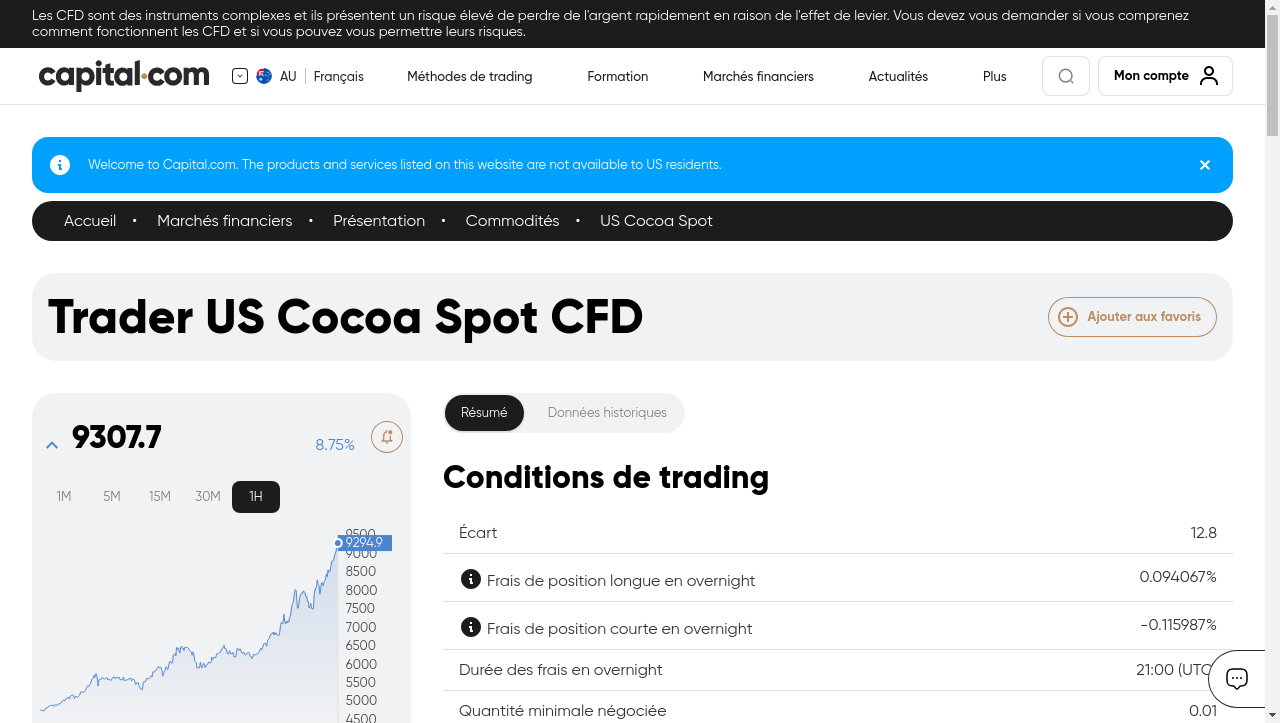 Les CFD sont des instruments complexes et ils présentent un risque élevé de perdre de l'argent rapidement en raison de l'effet de levier. Vous devez vous demander si vous comprenez
comment fonctionnent les CFD et si vous pouvez vous permettre leurs risques.
capital.com
AU
Français
Méthodes de trading
Formation
Marchés financiers
Actualités
Plus
Mon compte
Welcome to Capital.com. The products and services listed on this website are not available to US residents.
Accueil • Marchés financiers • Présentation • Commodités • US Cocoa Spot
Trader US Cocoa Spot CFD
Ajouter aux favoris
9307.7
8.75%
1M 5M 15M 30M 1H
9500
9294.9
9000
8500
8000
7500
7000
6500
6000
5500
5000
4500
Résumé
Données historiques
Conditions de trading
Écart 12.8
Frais de position longue en overnight 0.094067%
Frais de position courte en overnight -0.115987%
Durée des frais en overnight 21:00 (UTC)
Quantité minimale négociée 0.01